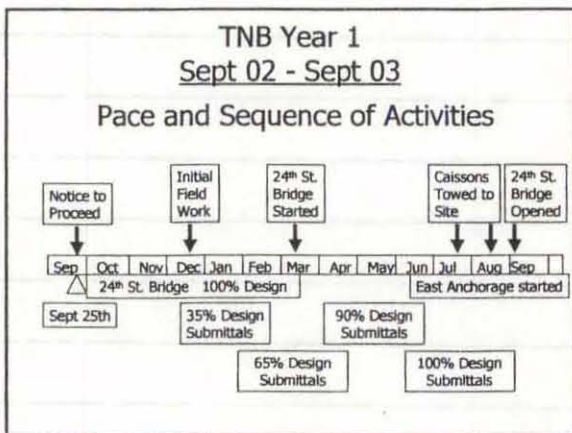 TNB Year 1
Sept 02 - Sept 03
Pace and Sequence of Activities
Notice to
Proceed
Initial
Field
Work
24th St.
Bridge
Started
Caissons
Towed to
Site
24th St.
Bridge
Opened
Sep Oct Nov Dec Jan Feb Mar Apr May Jun Jul Aug Sep
24th St. Bridge 100% Design
East Anchorage started
Sept 25th
35% Design
Submittals
90% Design
Submittals
65% Design
Submittals
100% Design
Submittals